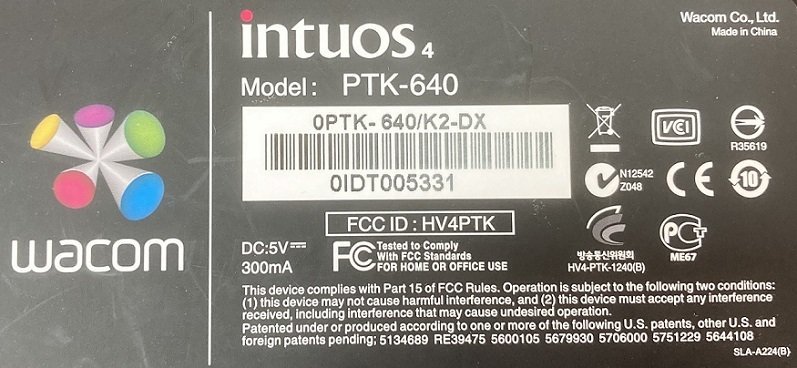 intuos4
Wacom Co., Ltd.
Made in China
Model: PTK-640
0PTK-640/K2-DX
0IDT005331
VCI
R35619
N12542
Z048
CE
10
FCC ID : HV4PTK
wacom
DC:5V
300mA
FC Tested to Comply
With FCC Standards
FOR HOME OR OFFICE USE
방송통신위원회
HV4-PTK-1240(B)
PCT
ME67
This device complies with Part 15 of FCC Rules. Operation is subject to the following two conditions:
(1) this device may not cause harmful interference, and (2) this device must accept any interference
received, including interference that may cause undesired operation.
Patented under or produced according to one or more of the following U.S. patents, other U.S. and
foreign patents pending; 5134689 RE39475 5600105 5679930 5706000 5751229 5644108
SLA-A224(B)